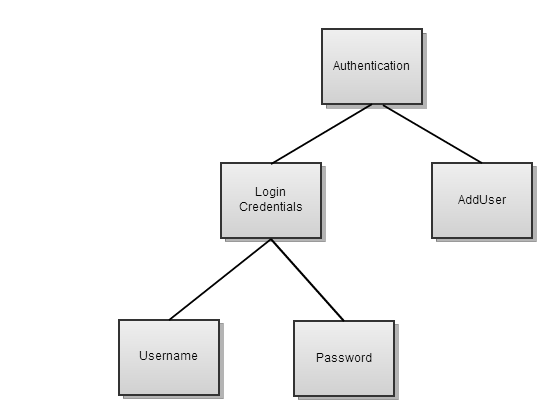 Authentication
Login
Credentials
AddUser
Username
Password